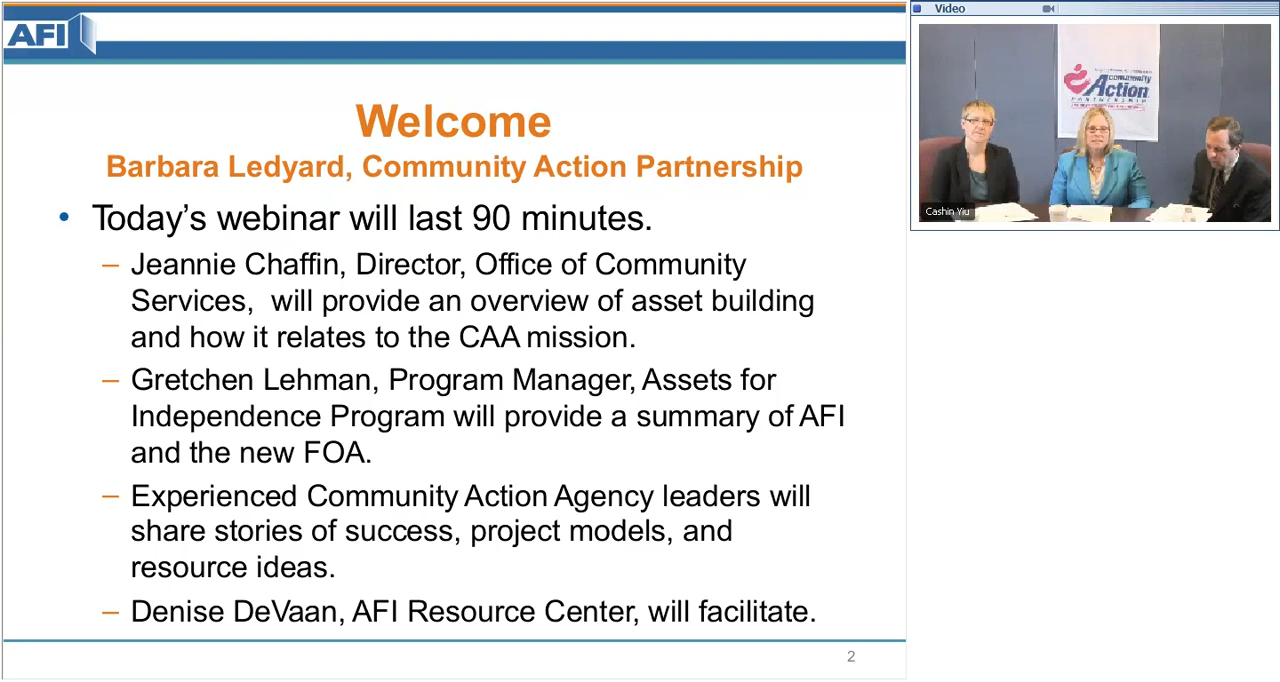 AFI
Welcome
Barbara Ledyard, Community Action Partnership
• Today’s webinar will last 90 minutes.
– Jeannie Chaffin, Director, Office of Community
Services, will provide an overview of asset building
and how it relates to the CAA mission.
– Gretchen Lehman, Program Manager, Assets for
Independence Program will provide a summary of AFI
and the new FOA.
– Experienced Community Action Agency leaders will
share stories of success, project models, and
resource ideas.
– Denise DeVaan, AFI Resource Center, will facilitate.
2
Video
community
Action
PARTNERSHIP
Cashin Yiu